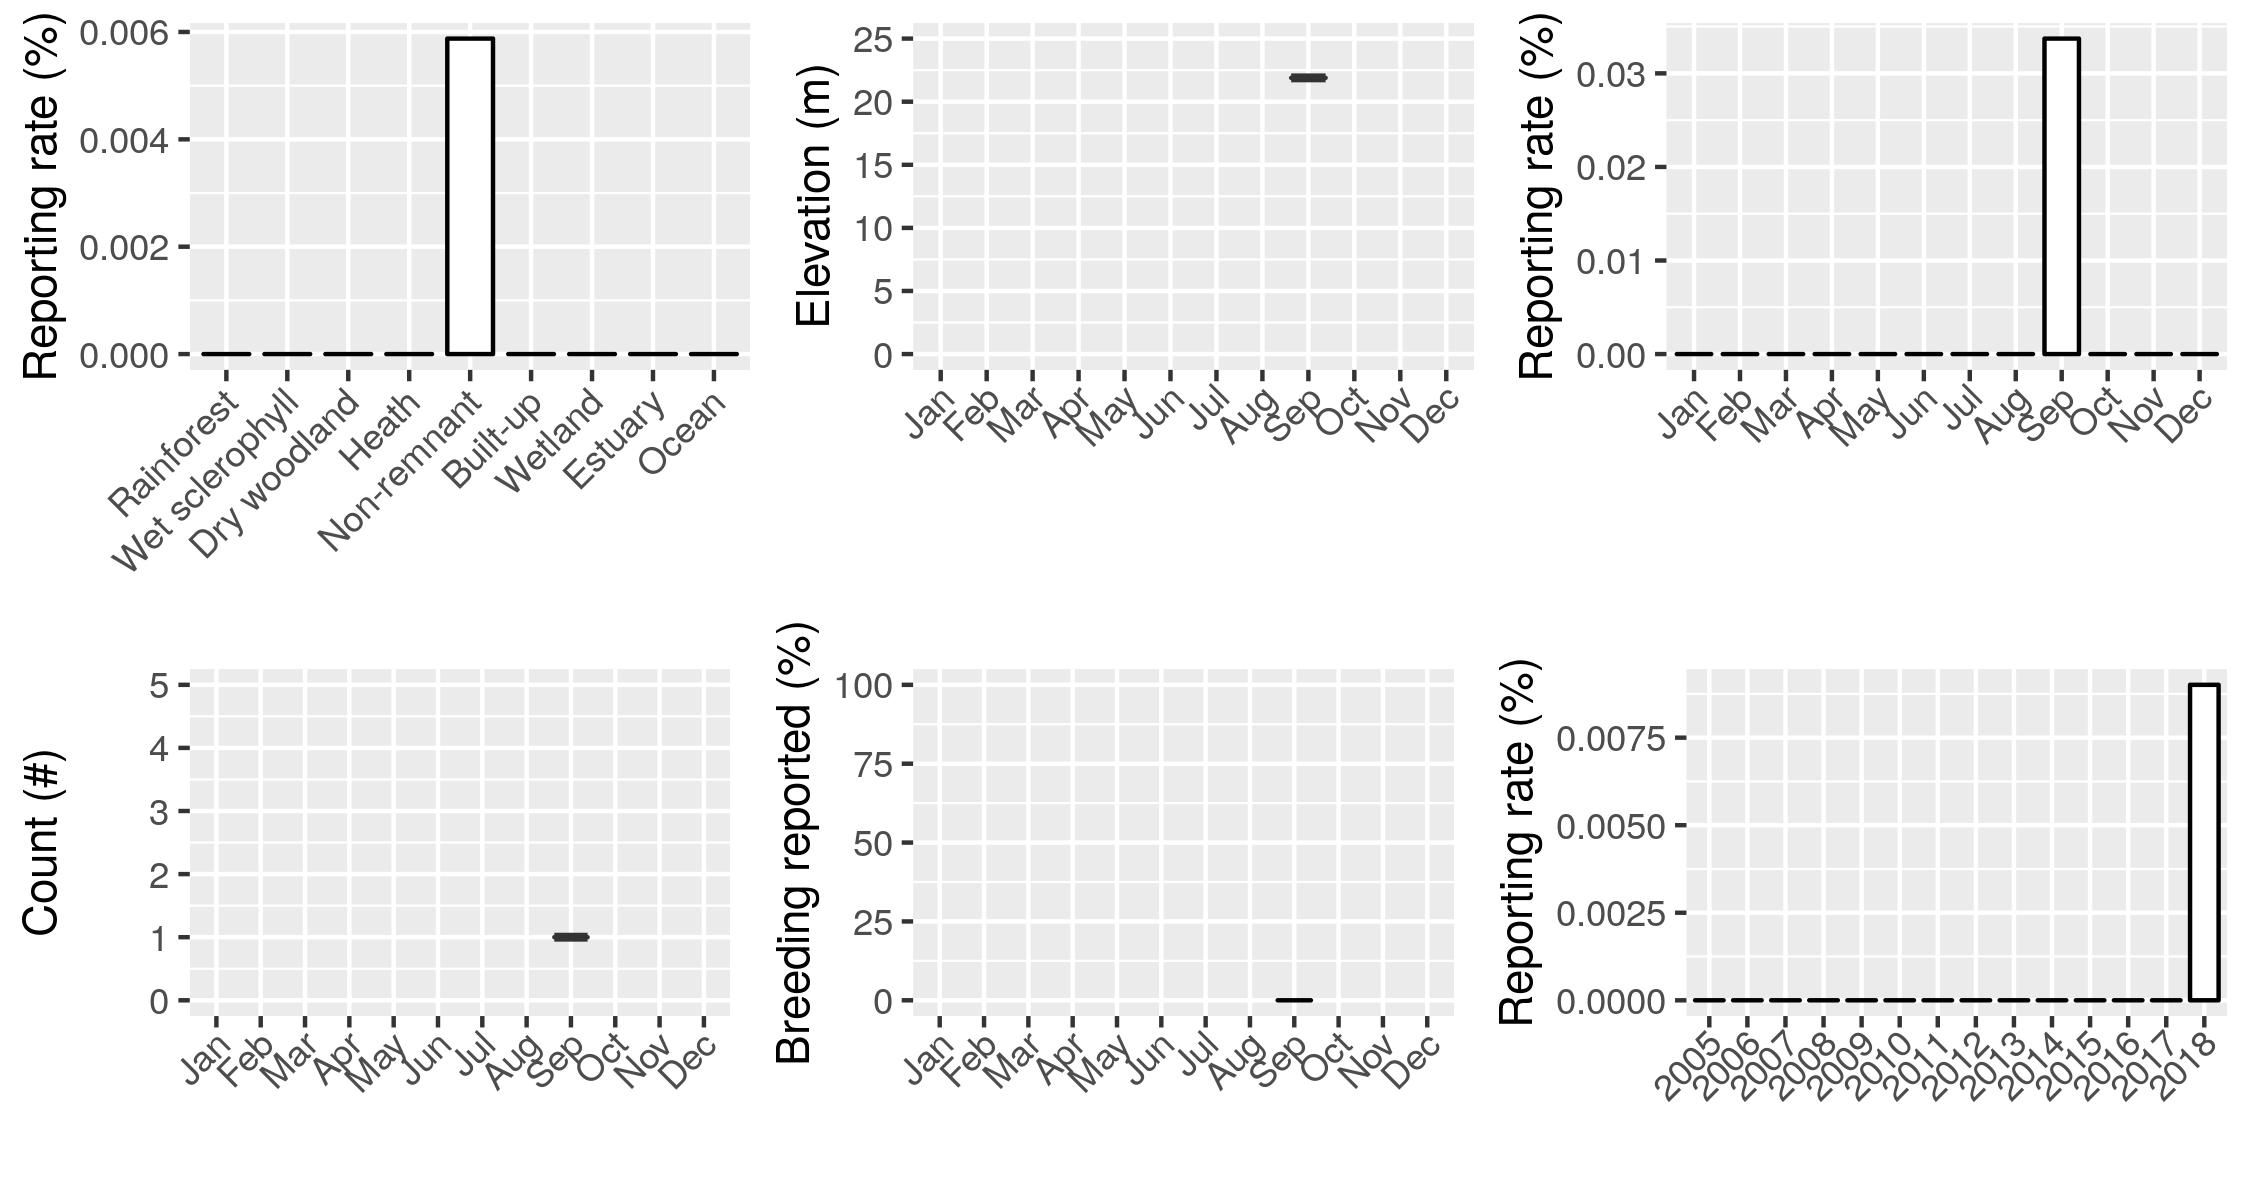 Reporting rate (%)
0.006
0.004
0.002
0.000
Rainforest
Wet sclerophyll
Dry woodland
Heath
Non-remnant
Built-up
Wetland
Estuary
Ocean
Elevation (m)
25
20
15
10
5
0
Jan
Feb
Mar
Apr
May
Jun
Jul
Aug
Sep
Oct
Nov
Dec
Reporting rate (%)
0.03
0.02
0.01
0.00
Jan
Feb
Mar
Apr
May
Jun
Jul
Aug
Sep
Oct
Nov
Dec
Count (#)
5
4
3
2
1
0
Jan
Feb
Mar
Apr
May
Jun
Jul
Aug
Sep
Oct
Nov
Dec
Breeding reported (%)
100
75
50
25
0
Jan
Feb
Mar
Apr
May
Jun
Jul
Aug
Sep
Oct
Nov
Dec
Reporting rate (%)
0.0075
0.0050
0.0025
0.0000
2005
2006
2007
2008
2009
2010
2011
2012
2013
2014
2015
2016
2017
2018